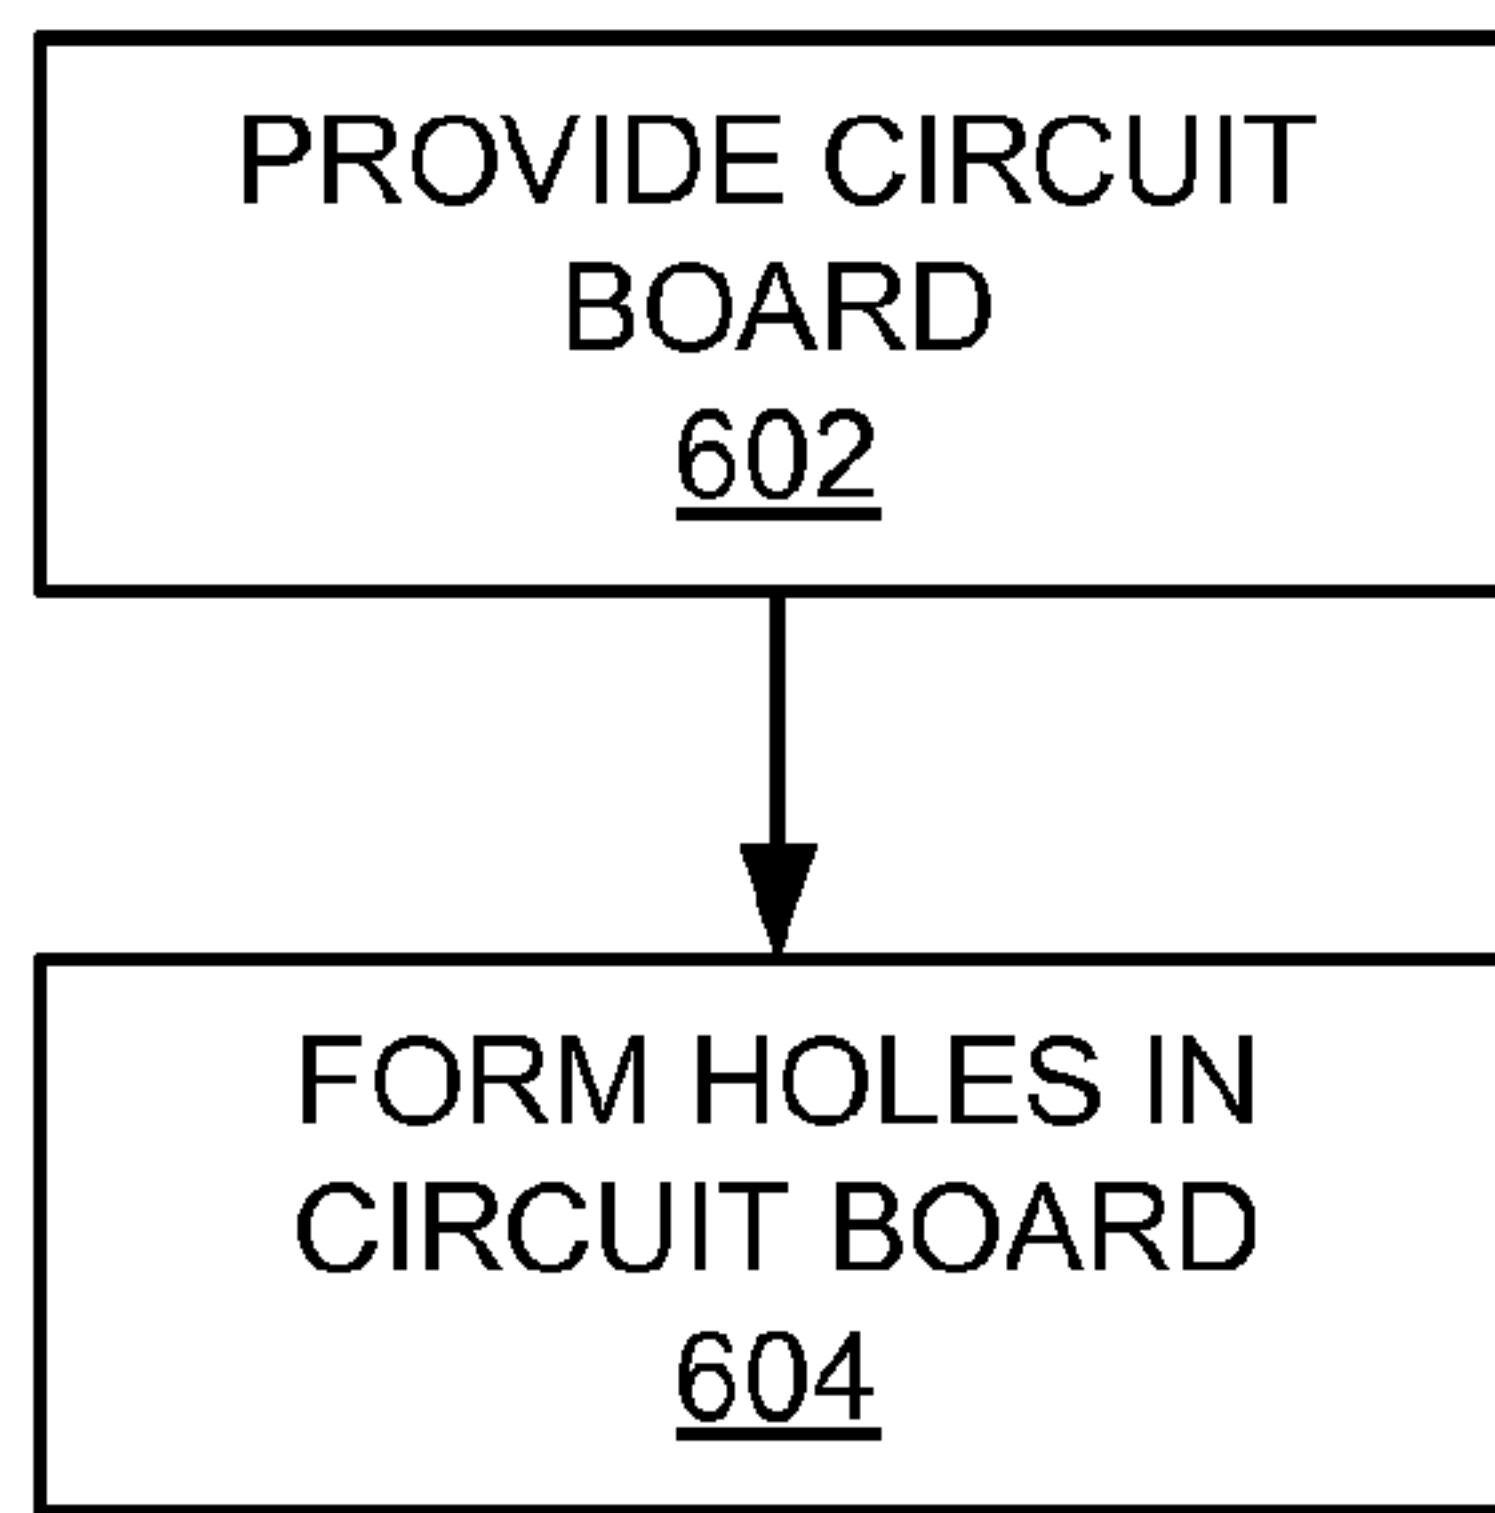 PROVIDE CIRCUIT
BOARD
602
FORM HOLES IN
CIRCUIT BOARD
604